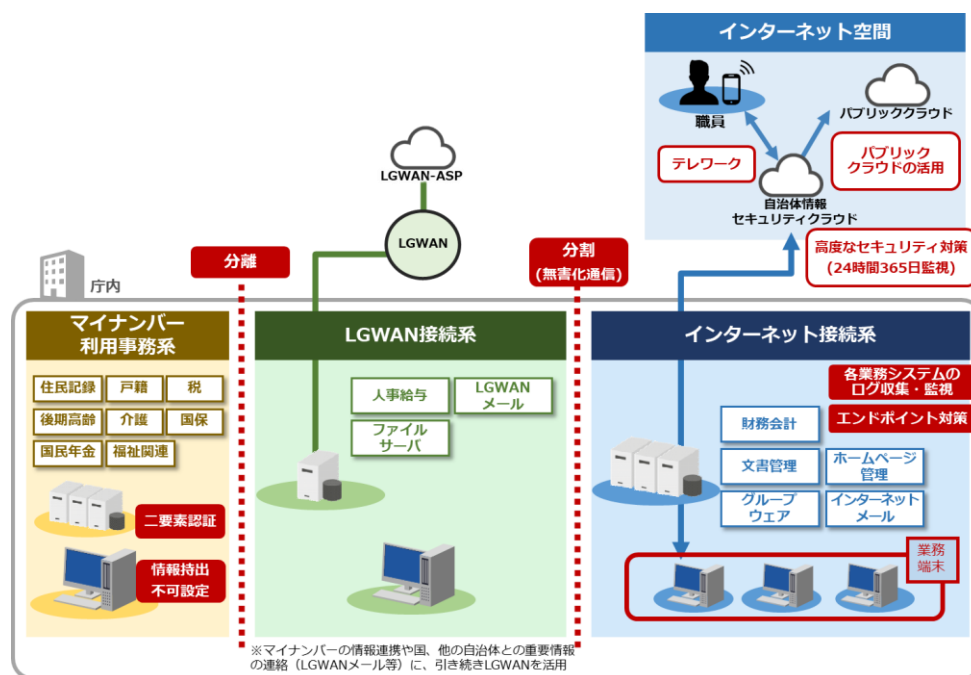 インターネット空間
職員
パブリッククラウド
テレワーク
パブリック
クラウドの活用
自治体情報
セキュリティクラウド
高度なセキュリティ対策
(24時間365日監視)
LGWAN-ASP
LGWAN
分離
分割
(無害化通信)
庁内
マイナンバー
利用事務系
住民記録
戸籍
税
後期高齢
介護
国保
国民年金
福祉関連
二要素認証
情報持出
不可設定
LGWAN接続系
人事給与
LGWAN
メール
ファイル
サーバ
インターネット接続系
各業務システムの
ログ収集・監視
エンドポイント対策
財務会計
文書管理
ホームページ
管理
グループ
ウェア
インターネット
メール
業務
端末
※マイナンバーの情報連携や国、他の自治体との重要情報
の連絡（LGWANメール等）に、引き続きLGWANを活用